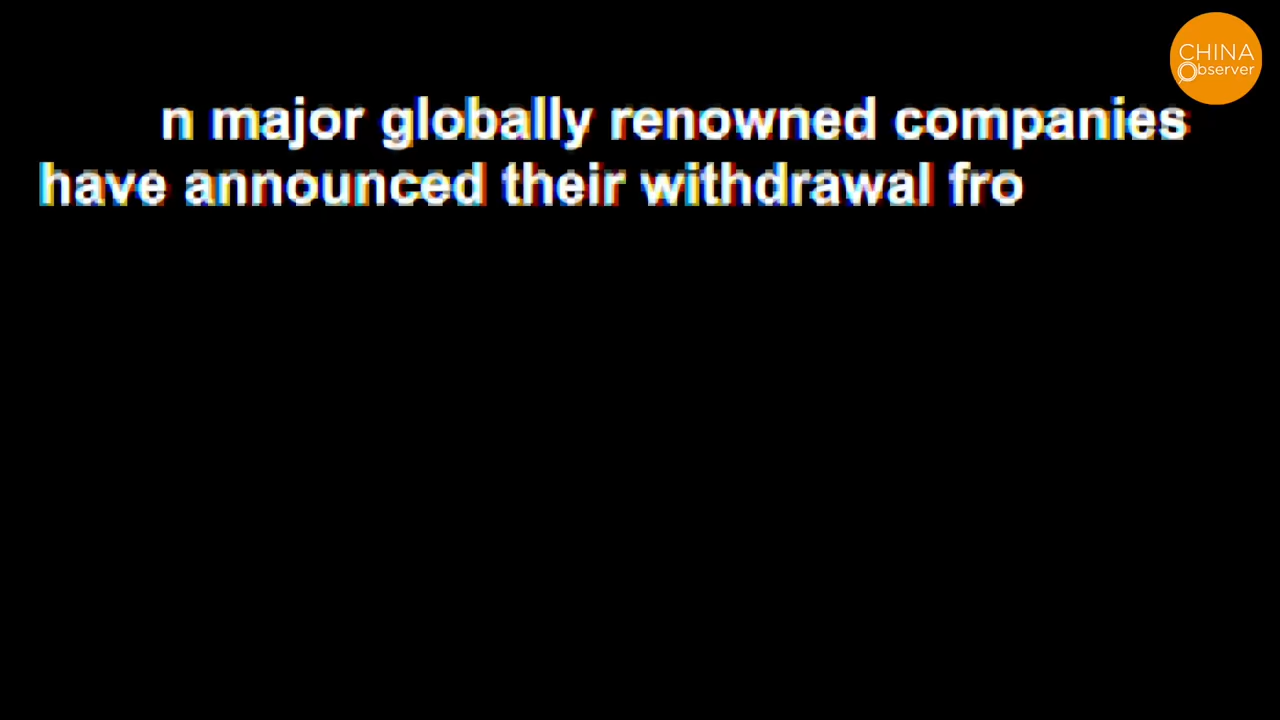 CHINA
Observer
n major globally renowned companies
have announced their withdrawal fro